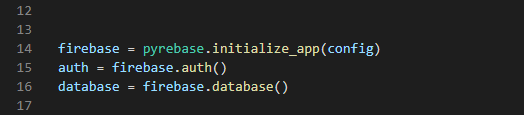 12
13
14 firebase = pyrebase.initialize_app(config)
15 auth = firebase.auth()
16 database = firebase.database()
17